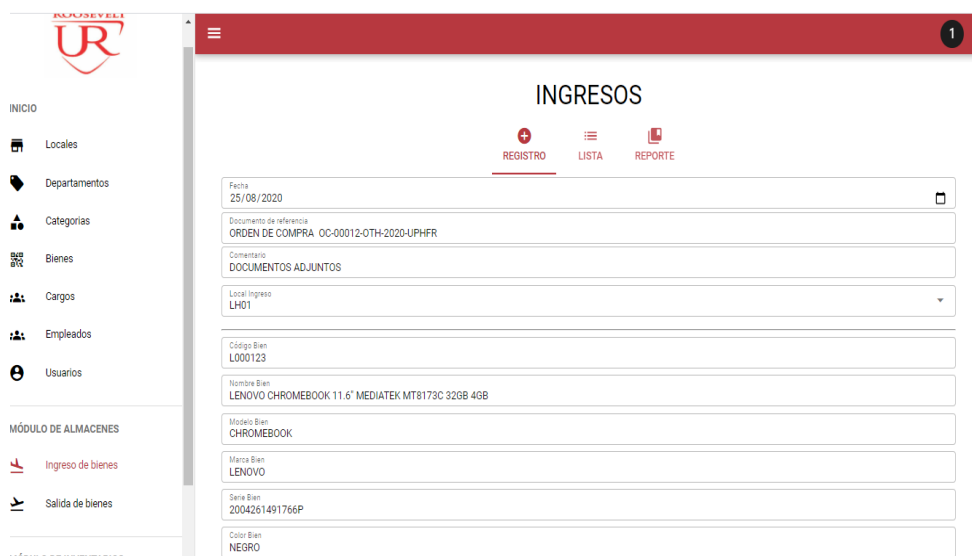 ROOSEVELT
UR
INICIO
Locales
Departamentos
Categorias
Bienes
Cargos
Empleados
Usuarios
MÓDULO DE ALMACENES
Ingreso de bienes
Salida de bienes
1
INGRESOS
REGISTRO LISTA REPORTE
Fecha
25/08/2020
Documento de referencia
ORDEN DE COMPRA OC-00012-OTH-2020-UPHFR
Comentario
DOCUMENTOS ADJUNTOS
Local Ingreso
LH01
Código Bien
L000123
Nombre Bien
LENOVO CHROMEBOOK 11.6" MEDIATEK MT8173C 32GB 4GB
Modelo Bien
CHROMEBOOK
Marca Bien
LENOVO
Serie Bien
2004261491766P
Color Bien
NEGRO